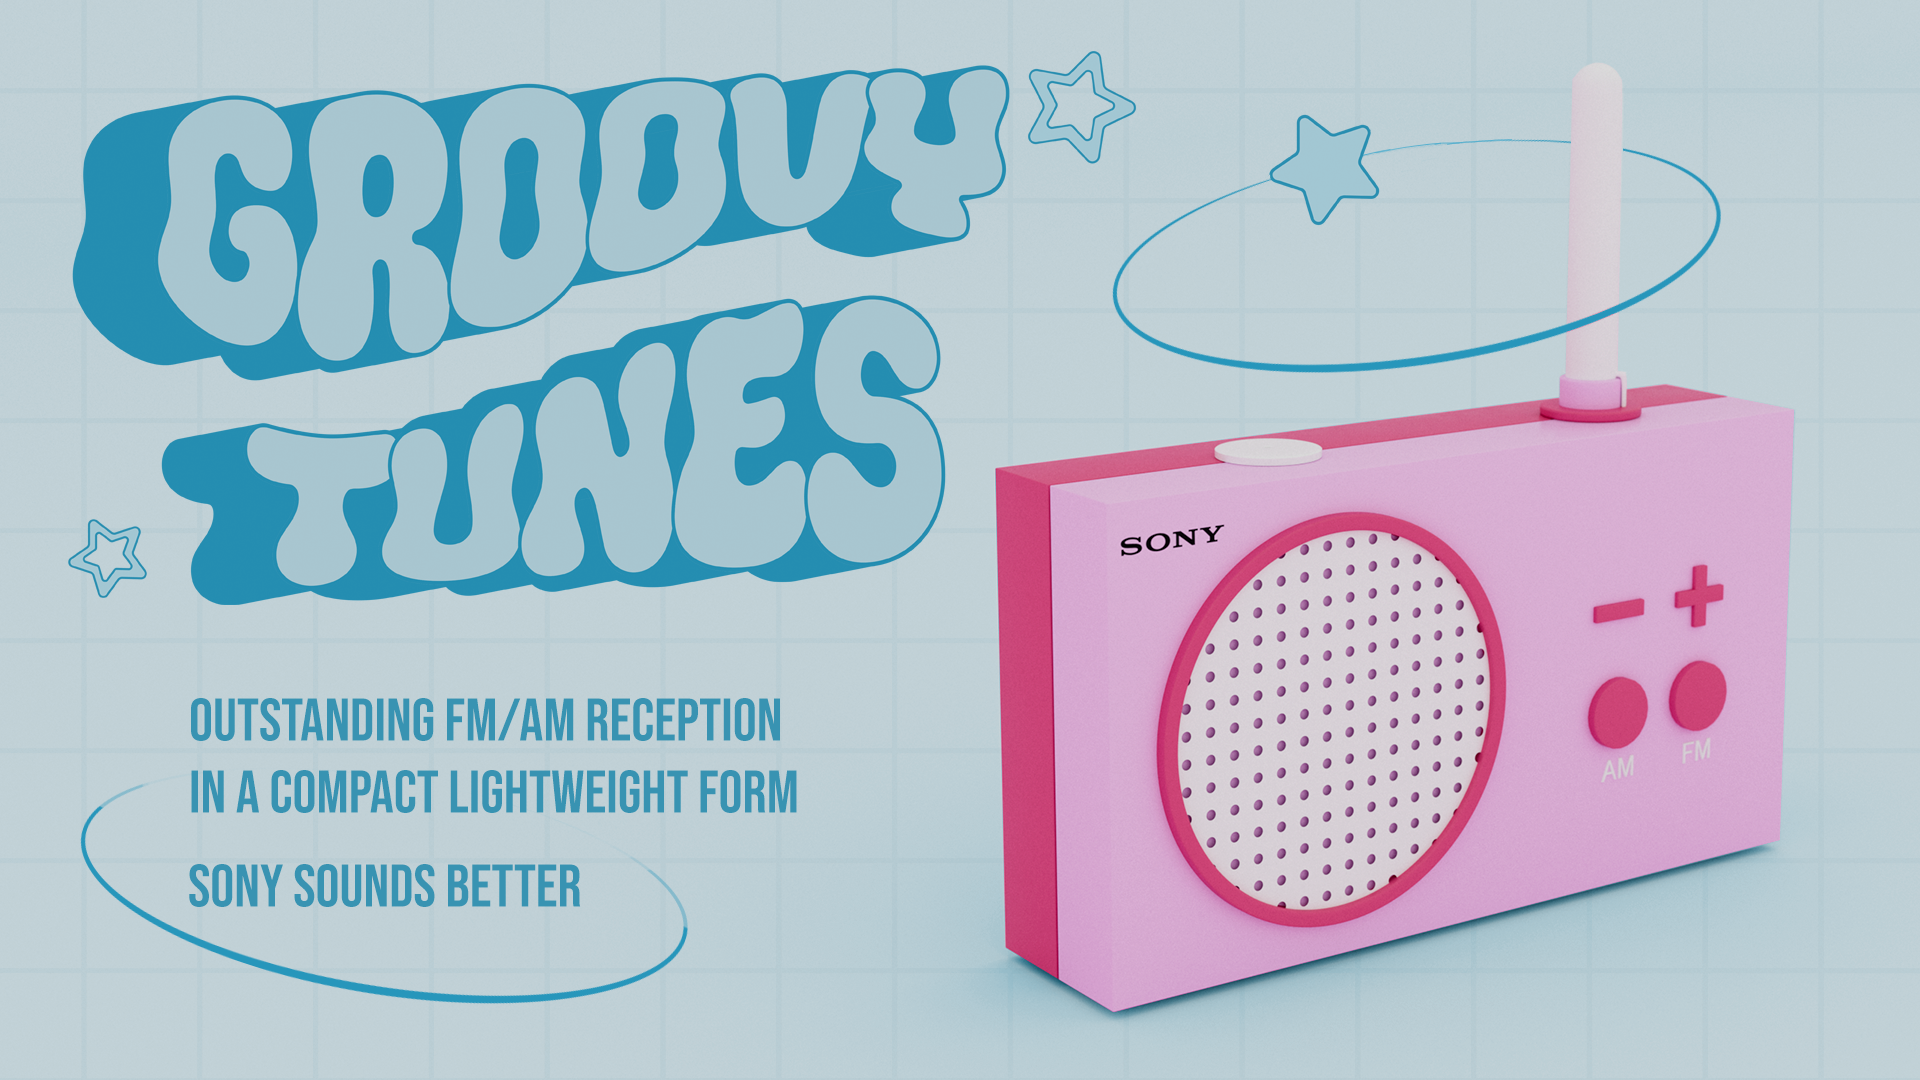 GROOVY
TUNES
OUTSTANDING FM/AM RECEPTION
IN A COMPACT LIGHTWEIGHT FORM
SONY SOUNDS BETTER
SONY
− +
AM FM